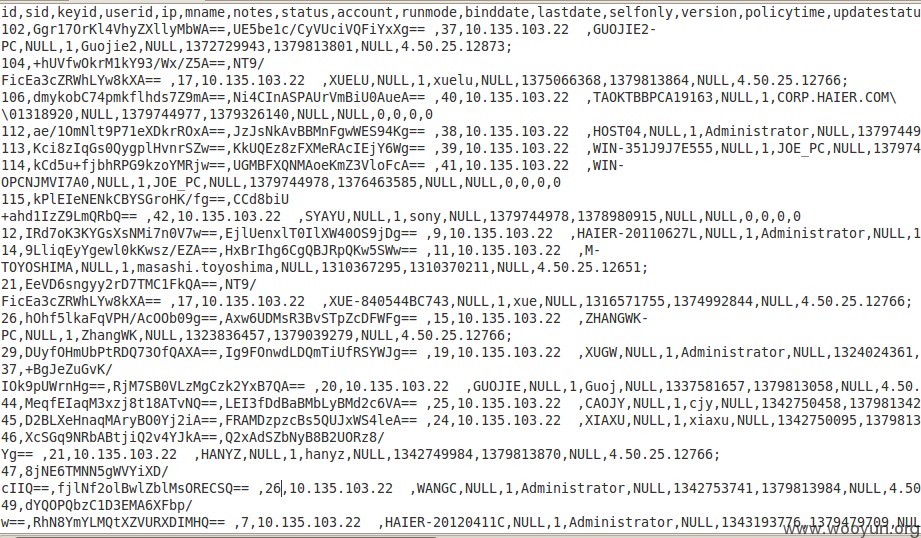 id,sid,keyid,userid,ip,mname,notes,status,account,runmode,binddate,lastdate,selfonly,version,policytime,updatestatu
102,Ggr17OrKl4VhyZXllyMbWA==,UE5be1c/CyVUciVQFiYxXg== ,37,10.135.103.22 ,GUOJIE2-
PC,NULL,1,Guojie2,NULL,1372729943,1379813801,NULL,4.50.25.12873;
104,+hUVfwOkrM1kY93/Wx/Z5A==,NT9/
FicEa3cZRWhLYw8kXA== ,17,10.135.103.22 ,XUELU,NULL,1,xuelu,NULL,1375066368,1379813864,NULL,4.50.25.12766;
106,dmykobC74pmkflhds7Z9mA==,Ni4CInASPAUrVmBiU0AueA== ,40,10.135.103.22 ,TAOKTBBPCA19163,NULL,1,CORP.HAIER.COM\
\01318920,NULL,1379744977,1379326140,NULL,NULL,0,0,0,0
112,ae/1OmNlt9P71eXDkrROxA==,JzJsNkAvBBMnFgwWES94Kg== ,38,10.135.103.22 ,HOST04,NULL,1,Administrator,NULL,13797449
113,Kci8zIqGs0QygplHvnrSZw==,KkUQEz8zFXMeRAcIEjY6Wg== ,39,10.135.103.22 ,WIN-351J9J7E555,NULL,1,JOE_PC,NULL,137974
114,kCd5u+fjbhRPG9kzoYMRjw==,UGMBFXQNMAoeKmZ3VloFcA== ,41,10.135.103.22 ,WIN-
OPCNJMVI7A0,NULL,1,JOE_PC,NULL,1379744978,1376463585,NULL,NULL,0,0,0,0
115,kPlEIeNENkCBYSGroHK/fg==,CCd8biU
+ahd1IzZ9LmQRbQ== ,42,10.135.103.22 ,SYAYU,NULL,1,sony,NULL,1379744978,1378980915,NULL,NULL,0,0,0,0
12,IRd7oK3KYGsXsNMi7n0V7w==,EjlUenxlT0IlXW40OS9jDg== ,9,10.135.103.22 ,HAIER-20110627L,NULL,1,Administrator,NULL,1
14,9LliqEyYgewl0kKwsz/EZA==,HxBrIhg6CgQBJRpQKw5SWw== ,11,10.135.103.22 ,M-
TOYOSHIMA,NULL,1,masashi.toyoshima,NULL,1310367295,1310370211,NULL,4.50.25.12651;
21,EeVD6sngyy2rD7TMC1FkQA==,NT9/
FicEa3cZRWhLYw8kXA== ,17,10.135.103.22 ,XUE-840544BC743,NULL,1,xue,NULL,1316571755,1374992844,NULL,4.50.25.12766;
26,hOhf5lkaFqVPH/AcOOb09g==,Axw6UDMsR3BvSTpZcDFWFg== ,15,10.135.103.22 ,ZHANGWK-
PC,NULL,1,ZhangWK,NULL,1323836457,1379039279,NULL,4.50.25.12766;
29,DUyfOHmUbPtRDQ73OfQAXA==,Ig9FOnwdLDQmTiUfRSYWJg== ,19,10.135.103.22 ,XUGW,NULL,1,Administrator,NULL,1324024361,
37,+BgJeZuGvK/
IOk9pUWrnHg==,RjM7SB0VLzMgCzk2YxB7QA== ,20,10.135.103.22 ,GUOJIE,NULL,1,Guoj,NULL,1337581657,1379813058,NULL,4.50.
44,MeqfEIaqM3xzj8t18ATvNQ==,LEI3fDdBaBMbLyBMd2c6VA== ,25,10.135.103.22 ,CAOJY,NULL,1,cjy,NULL,1342750458,137981342
45,D2BLXeHnaqMAryBO0Yj2iA==,FRAMDzpzcBs5QUJxWS4leA== ,24,10.135.103.22 ,XIAXU,NULL,1,xiaxu,NULL,1342750095,1379813
46,XcSGq9NRbABtjiQ2v4YJkA==,Q2xAdSZbNyB8B2UORz8/
Yg== ,21,10.135.103.22 ,HANYZ,NULL,1,hanyz,NULL,1342749984,1379813870,NULL,4.50.25.12766;
47,8jNE6TMNN5gWVYiXD/
cIIQ==,fjlNf2olBwlZblMsORECSQ== ,26,10.135.103.22 ,WANGC,NULL,1,Administrator,NULL,1342753741,1379813984,NULL,4.50
49,dYQOPQbzC1D3EMA6XFbp/
w==,RhN8YmYLMQtXZVURXDIMHQ== ,7,10.135.103.22 ,HAIER-20120411C,NULL,1,Administrator,NULL,1343193776,1379479709,NUL
www.wooyun.org